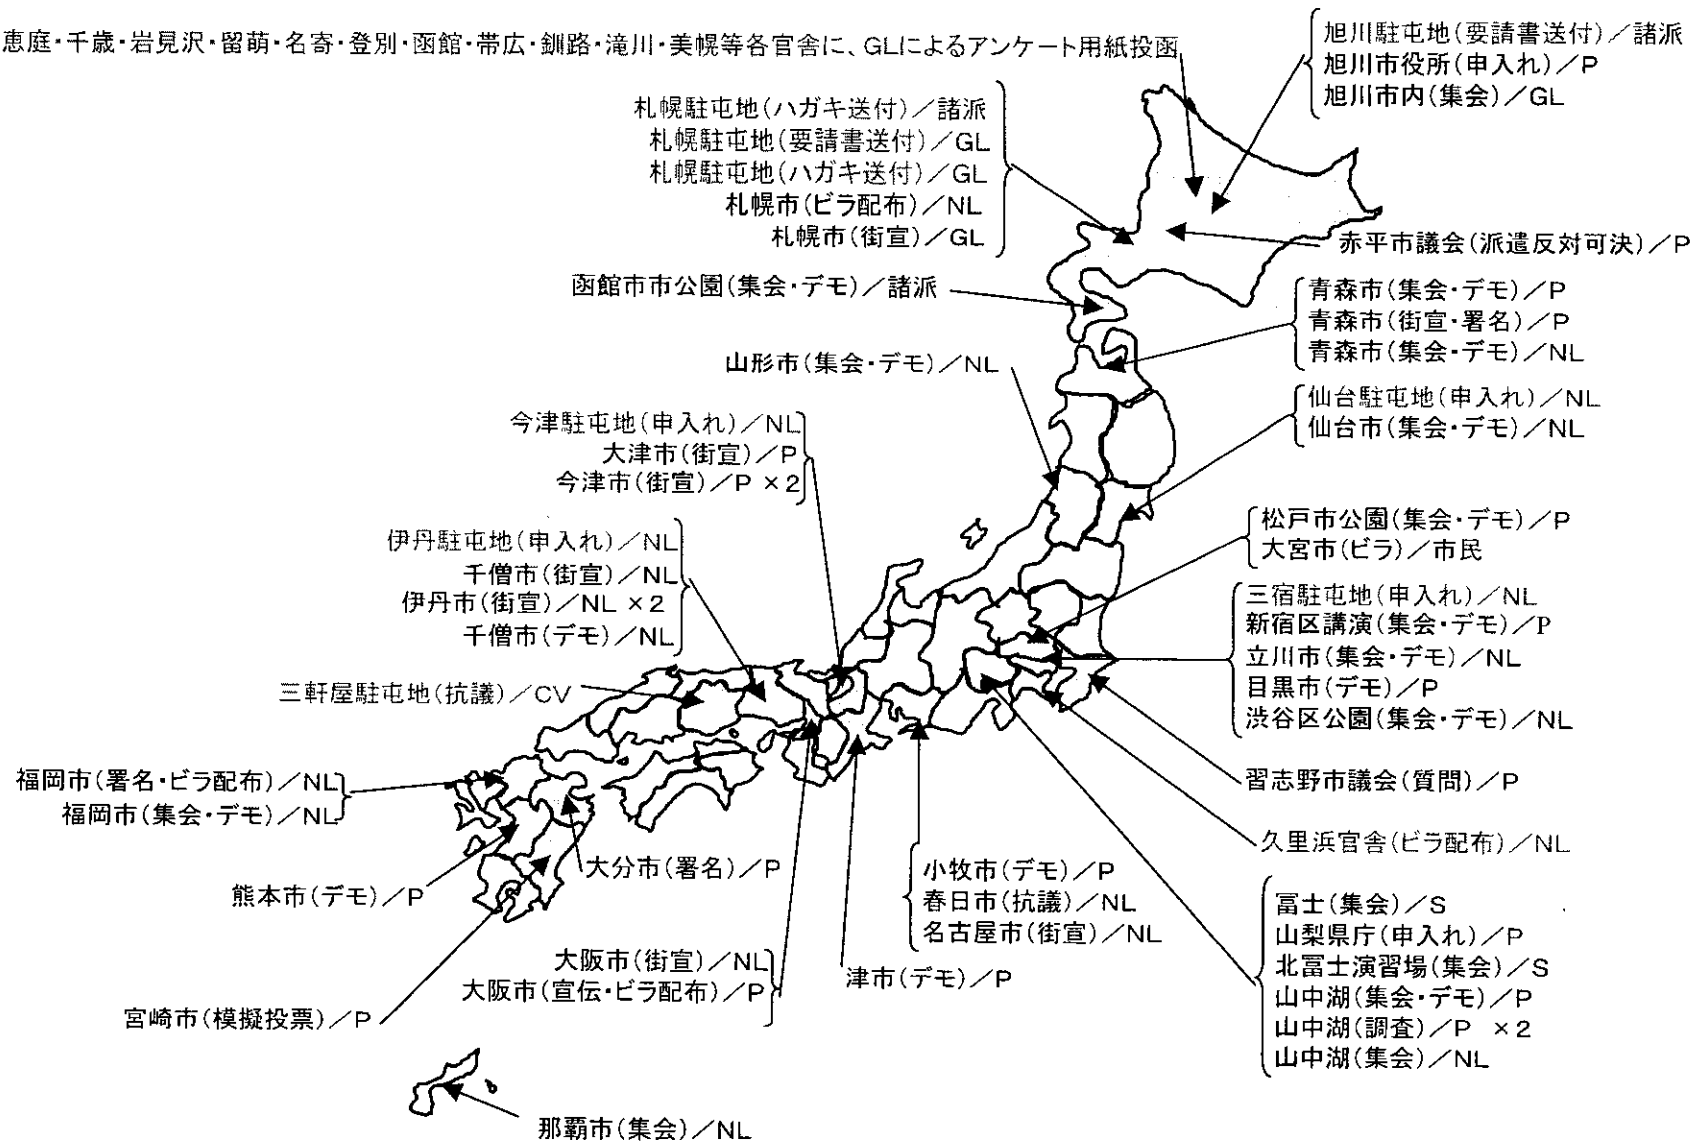 恵庭・千歳・岩見沢・留萌・名寄・登別・函館・帯広・釧路・滝川・美幌等各官舎に、GLによるアンケート用紙投函
旭川駐屯地(要請書送付)/諸派
旭川市役所(申入れ)/P
旭川市内(集会)/GL
札幌駐屯地(ハガキ送付)/諸派
札幌駐屯地(要請書送付)/GL
札幌駐屯地(ハガキ送付)/GL
札幌市(ビラ配布)/NL
札幌市(街宣)/GL
赤平市議会(派遣反対可決)/P
函館市市公園(集会・デモ)/諸派
青森市(集会・デモ)/P
青森市(街宣・署名)/P
青森市(集会・デモ)/NL
山形市(集会・デモ)/NL
仙台駐屯地(申入れ)/NL
仙台市(集会・デモ)/NL
今津駐屯地(申入れ)/NL
大津市(街宣)/P
今津市(街宣)/P ×2
松戸市公園(集会・デモ)/P
大宮市(ビラ)/市民
伊丹駐屯地(申入れ)/NL
千僧市(街宣)/NL
伊丹市(街宣)/NL ×2
千僧市(デモ)/NL
三宿駐屯地(申入れ)/NL
新宿区講演(集会・デモ)/P
立川市(集会・デモ)/NL
目黒市(デモ)/P
渋谷区公園(集会・デモ)/NL
三軒屋駐屯地(抗議)/CV
習志野市議会(質問)/P
福岡市(署名・ビラ配布)/NL
福岡市(集会・デモ)/NL
久里浜官舎(ビラ配布)/NL
大分市(署名)/P
熊本市(デモ)/P
小牧市(デモ)/P
春日市(抗議)/NL
名古屋市(街宣)/NL
冨士(集会)/S
山梨県庁(申入れ)/P
北冨士演習場(集会)/S
山中湖(集会・デモ)/P
山中湖(調査)/P ×2
山中湖(集会)/NL
大阪市(街宣)/NL
大阪市(宣伝・ビラ配布)/P
津市(デモ)/P
宮崎市(模擬投票)/P
那覇市(集会)/NL